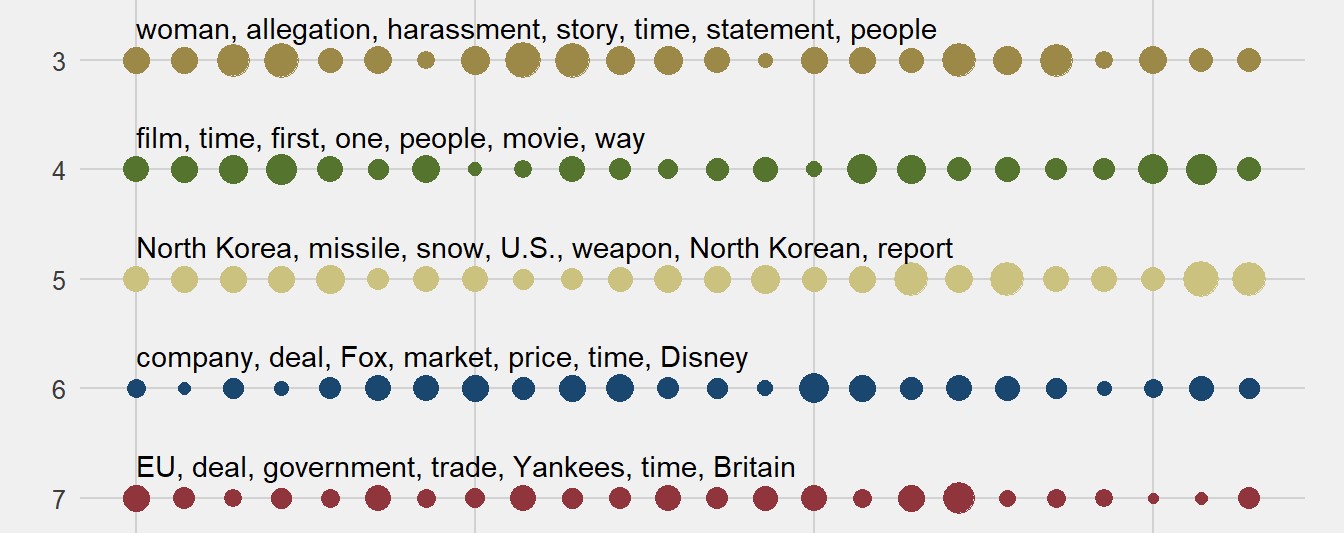 woman, allegation, harassment, story, time, statement, people
3
film, time, first, one, people, movie, way
4
North Korea, missile, snow, U.S., weapon, North Korean, report
5
company, deal, Fox, market, price, time, Disney
6
EU, deal, government, trade, Yankees, time, Britain
7